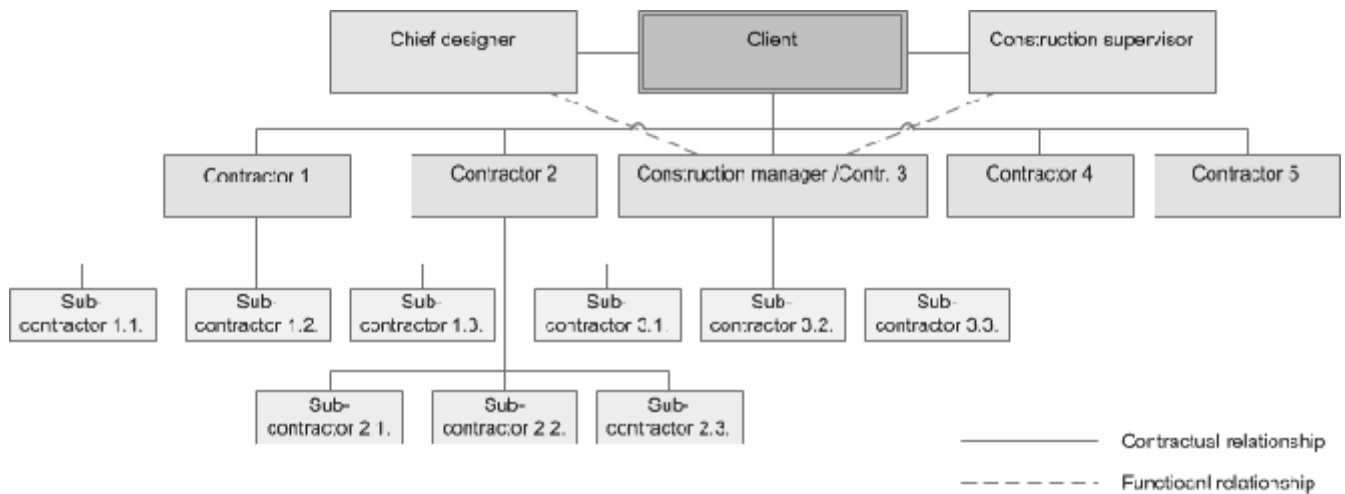 Chief designer
Client
Construction supervisor
Contractor 1
Contractor 2
Construction manager /Contr. 3
Contractor 4
Contractor 5
Sub-
contractor 1.1.
Sub-
contractor 1.2.
Sub-
contractor 1.3.
Sub-
contractor 3.1.
Sub-
contractor 3.2.
Sub-
contractor 3.3.
Sub-
contractor 2.1.
Sub-
contractor 2.2.
Sub-
contractor 2.3.
Contractual relationship
Functioanl relationship